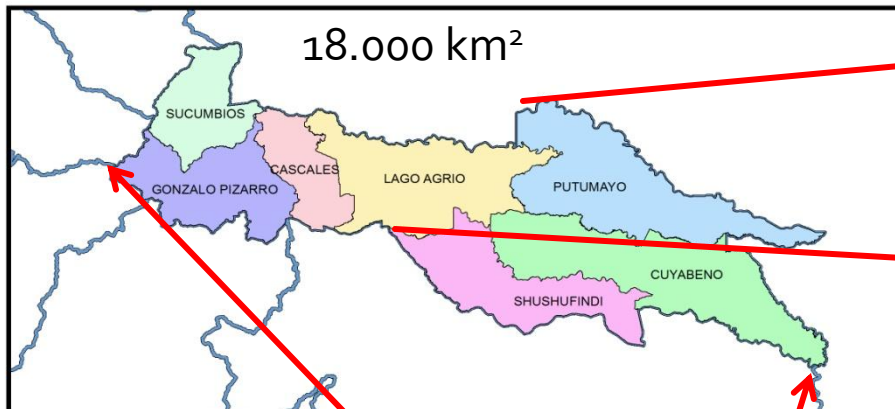 18.000 km²
SUCUMBIOS
CASCALES
LAGO AGRIO
GONZALO PIZARRO
PUTUMAYO
CUYABENO
SHUSHUFINDI